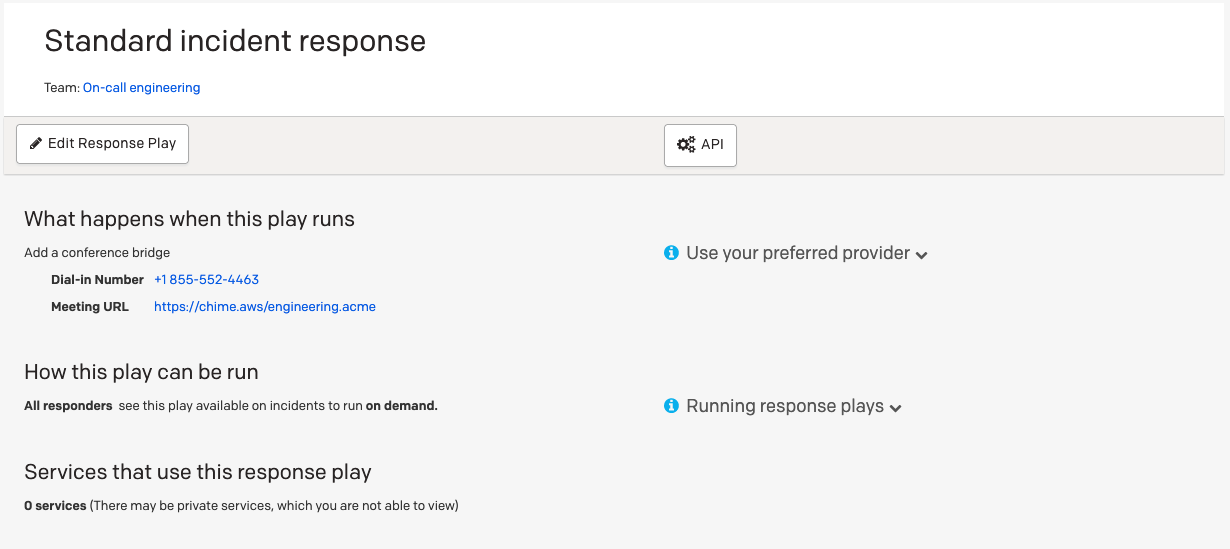 Standard incident response
Team: On-call engineering
Edit Response Play
API
What happens when this play runs
Add a conference bridge
Use your preferred provider
Dial-in Number +1 855-552-4463
Meeting URL https://chime.aws/engineering.acme
How this play can be run
All responders see this play available on incidents to run on demand.
Running response plays
Services that use this response play
0 services (There may be private services, which you are not able to view)